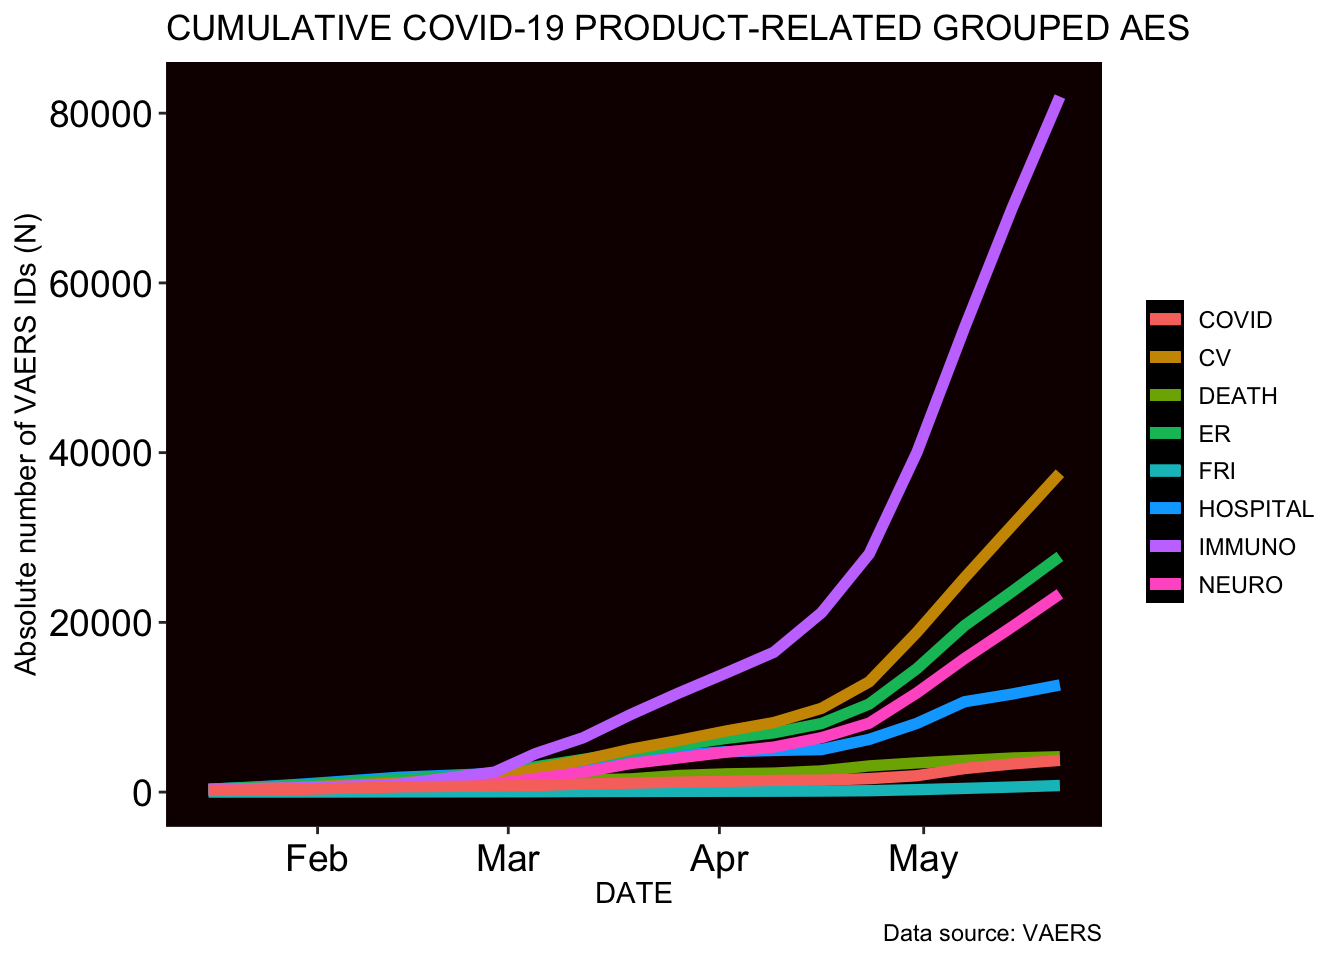 CUMULATIVE COVID-19 PRODUCT-RELATED GROUPED AES
Absolute number of VAERS IDs (N)
80000
60000
40000
20000
0
Feb Mar Apr May
DATE
COVID
CV
DEATH
ER
FRI
HOSPITAL
IMMUNO
NEURO
Data source: VAERS